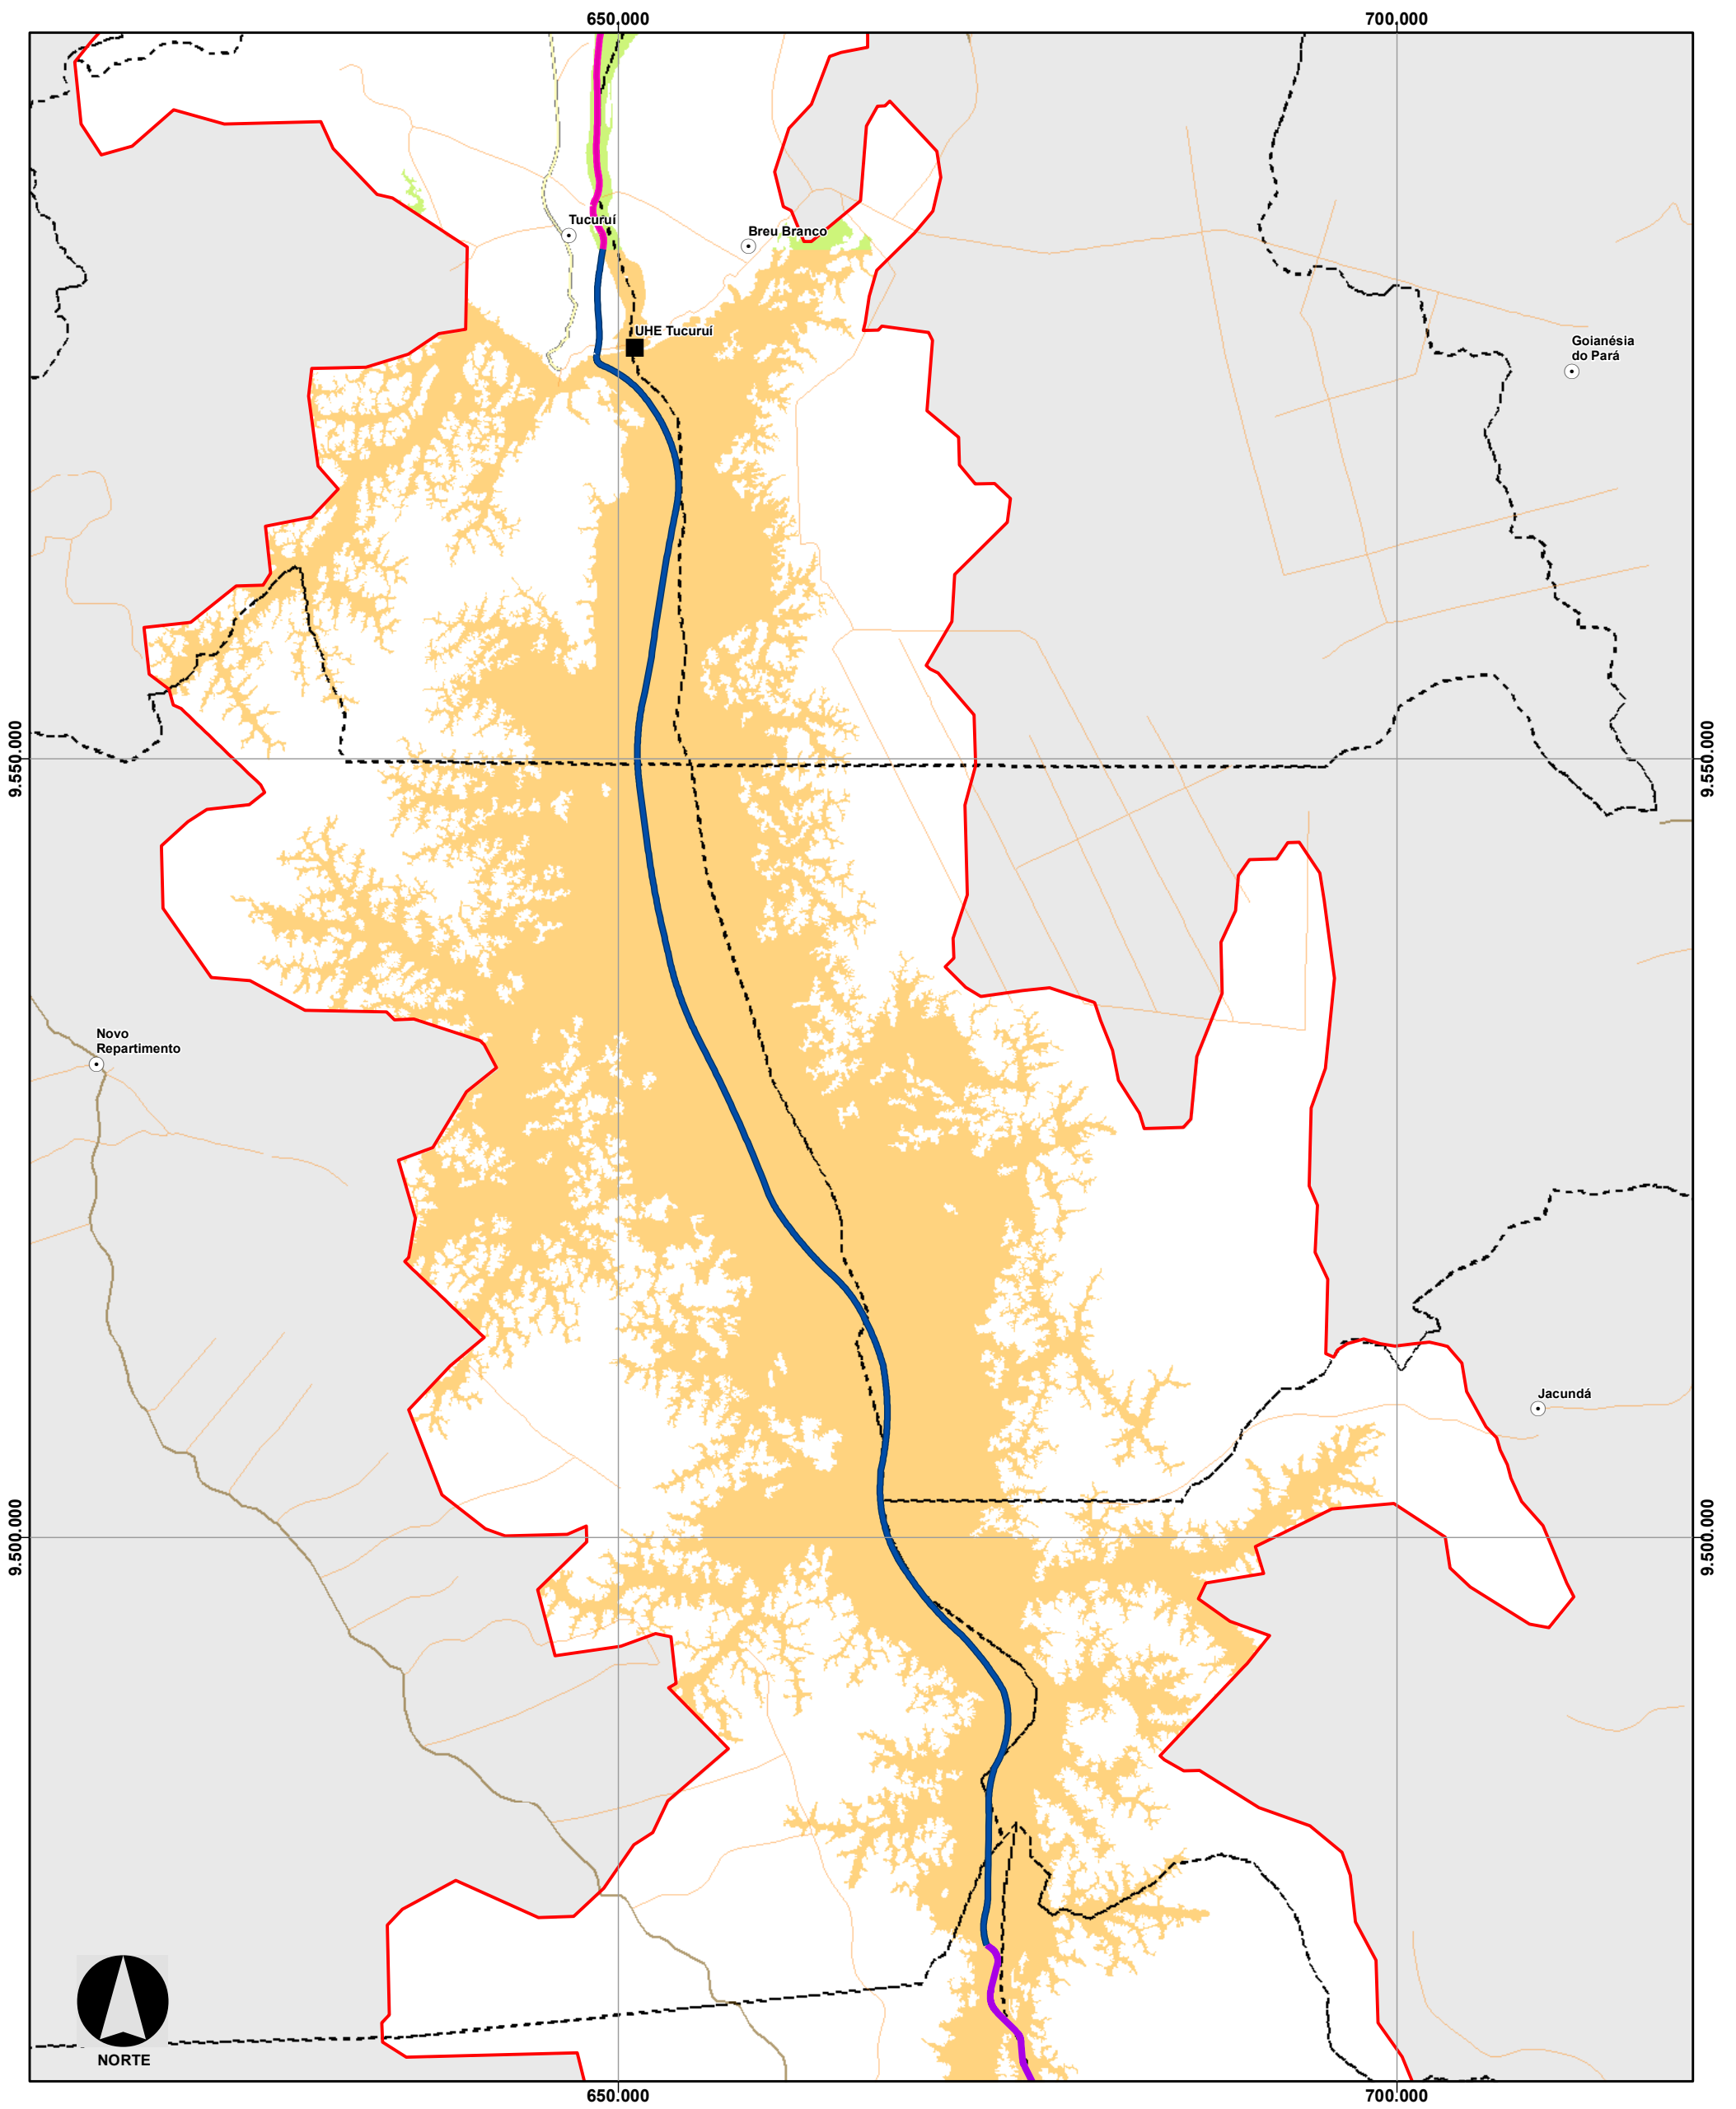 650.000
700.000
Tucuruí
Breu Branco
UHE Tucuruí
Goianésia
do Pará
9.550.000
9.550.000
Novo
Repartimento
Jacundá
9.500.000
9.500.000
NORTE
650.000
700.000